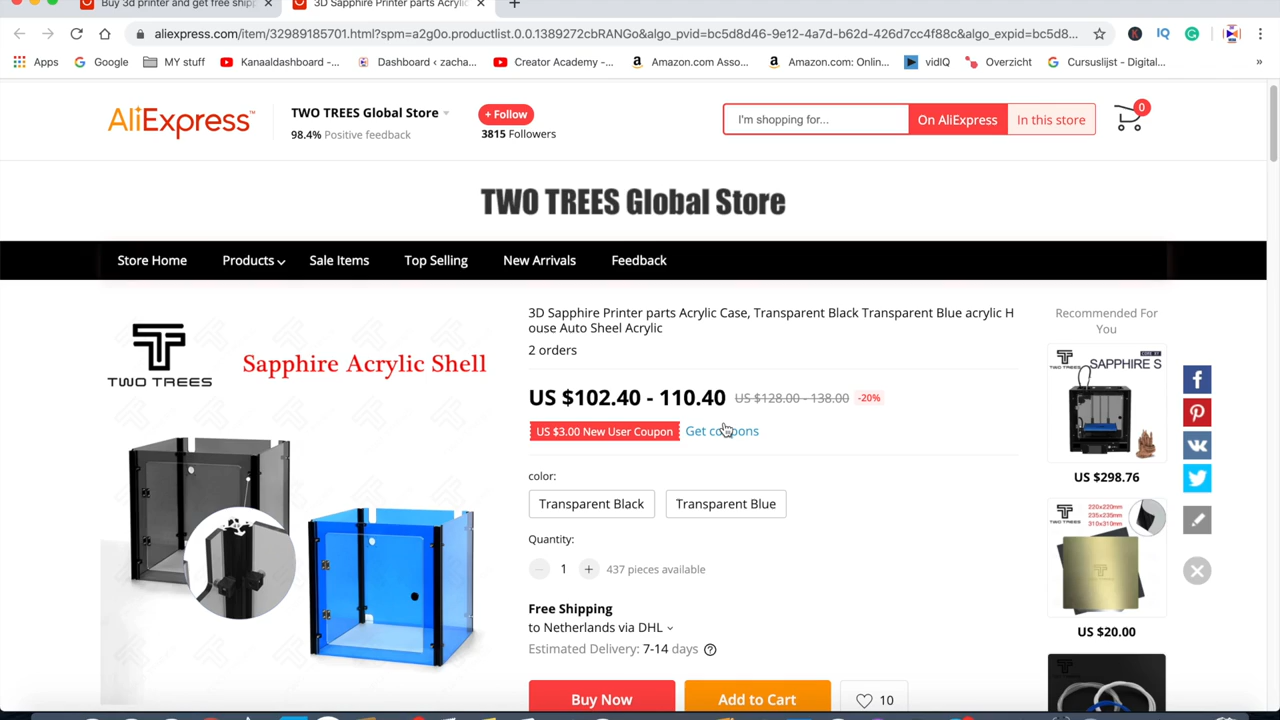 Buy 3d printer and get free shipp
3D Sapphire Printer parts Acrylic
aliexpress.com/item/32989185701.html?spm=a2g0o.productlist.0.0.1389272cbRANGo&algo_pvid=bc5d8d46-9e12-4a7d-b62d-426d7cc4f88c&algo_expid=bc5d8...
Apps Google MY stuff Kanaaldashboard -... Dashboard ‹ zacha... Creator Academy -... Amazon.com Asso... Amazon.com: Onlin... vidIQ Overzicht Cursuslijst - Digital... »
AliExpress™
TWO TREES Global Store
98.4% Positive feedback
+ Follow
3815 Followers
I'm shopping for...
On AliExpress
In this store
0
TWO TREES Global Store
Store Home Products Sale Items Top Selling New Arrivals Feedback
TWO TREES
Sapphire Acrylic Shell
3D Sapphire Printer parts Acrylic Case, Transparent Black Transparent Blue acrylic H
ouse Auto Sheel Acrylic
2 orders
US $102.40 - 110.40 US $128.00 - 138.00 -20%
US $3.00 New User Coupon Get coupons
color:
Transparent Black Transparent Blue
Quantity:
1 + 437 pieces available
Free Shipping
to Netherlands via DHL
Estimated Delivery: 7-14 days ?
Buy Now Add to Cart 10
Recommended For
You
TWO TREES SAPPHIRE S
US $298.76
TWO TREES
220x220mm
235x235mm
310x310mm
US $20.00
TWO TREES